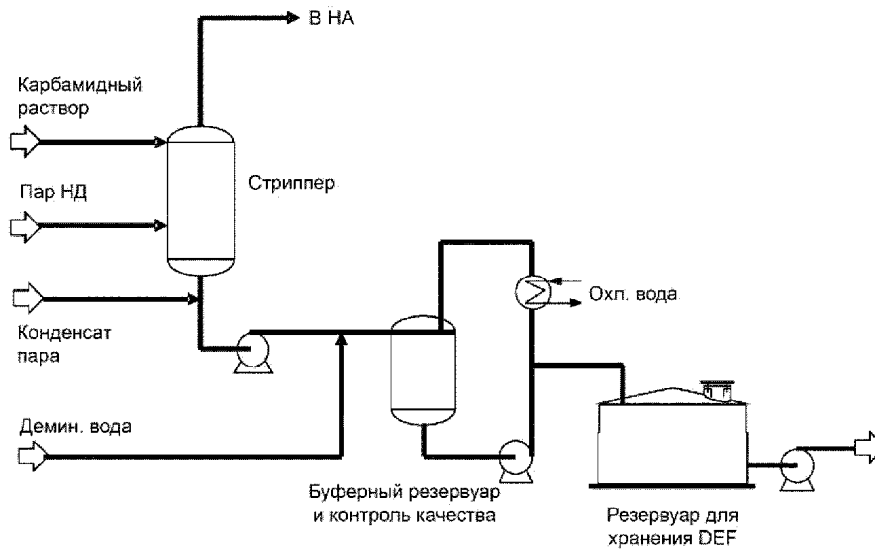 В НА
Карбамидный
раствор
Стриппер
Пар НД
Охл. вода
Конденсат
пара
Демин. вода
Буферный резервуар
и контроль качества
Резервуар для
хранения DEF